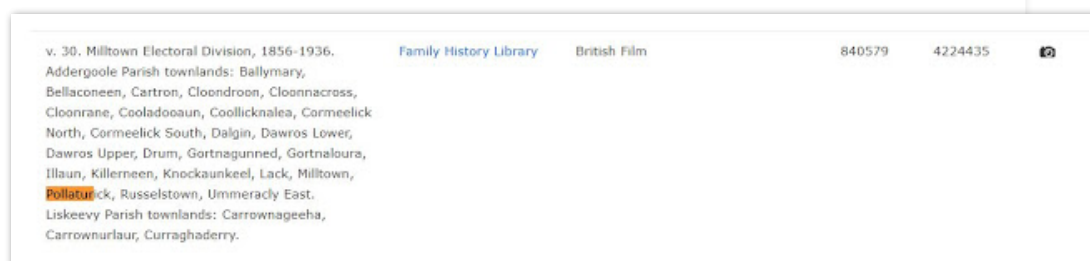 v. 30. Milltown Electoral Division, 1856-1936. Family History Library British Film 840579 4224435
Addergoole Parish townlands: Ballymary,
Bellaconeen, Cartron, Cloondroon, Cloonnacross,
Cloonrane, Cooladooaun, Coollicknalea, Cormeelick
North, Cormeelick South, Dalgin, Dawros Lower,
Dawros Upper, Drum, Gortnagunned, Gortnaloura,
Illaun, Killerneen, Knockaunkeel, Lack, Milltown,
Pollaturick, Russelstown, Ummeracly East.
Liskeevy Parish townlands: Carrownageeha,
Carrownurlaur, Curraghaderry.